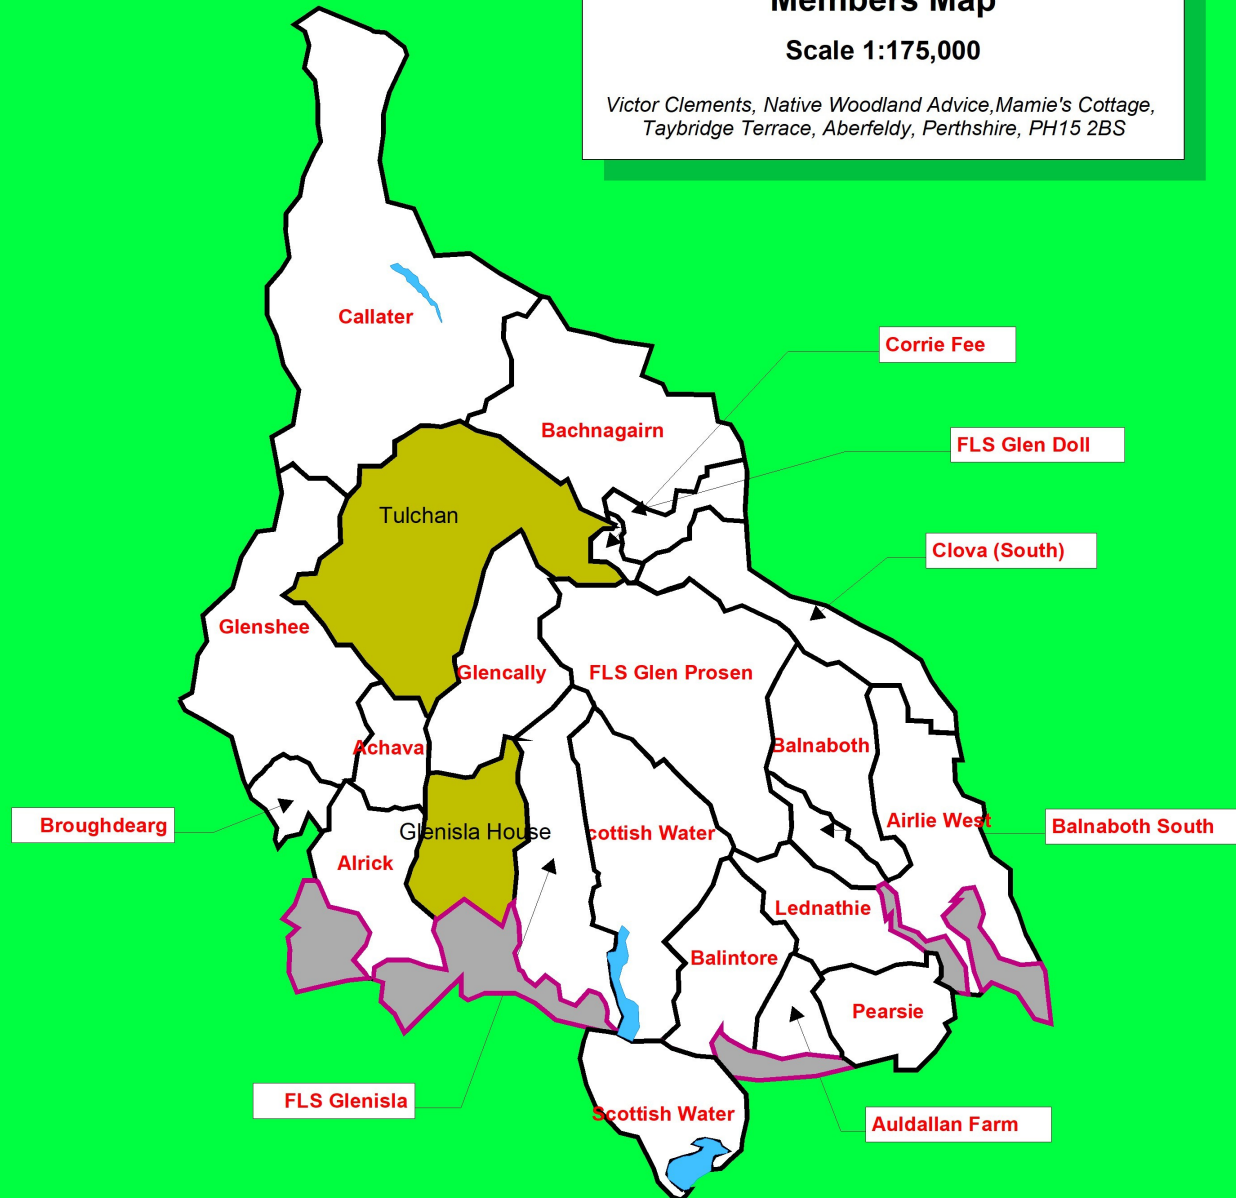 Members Map
Scale 1:175,000
Victor Clements, Native Woodland Advice,Mamie's Cottage,
Taybridge Terrace, Aberfeldy, Perthshire, PH15 2BS
Callater
Corrie Fee
Bachnagairn
FLS Glen Doll
Tulchan
Clova (South)
Glenshee
Glencally
FLS Glen Prosen
Achava
Balnaboth
Broughdearg
Glenisla House
cottish Water
Airlie West
Balnaboth South
Alrick
Lednathie
Balintore
Pearsie
FLS Glenisla
Scottish Water
Auldallan Farm